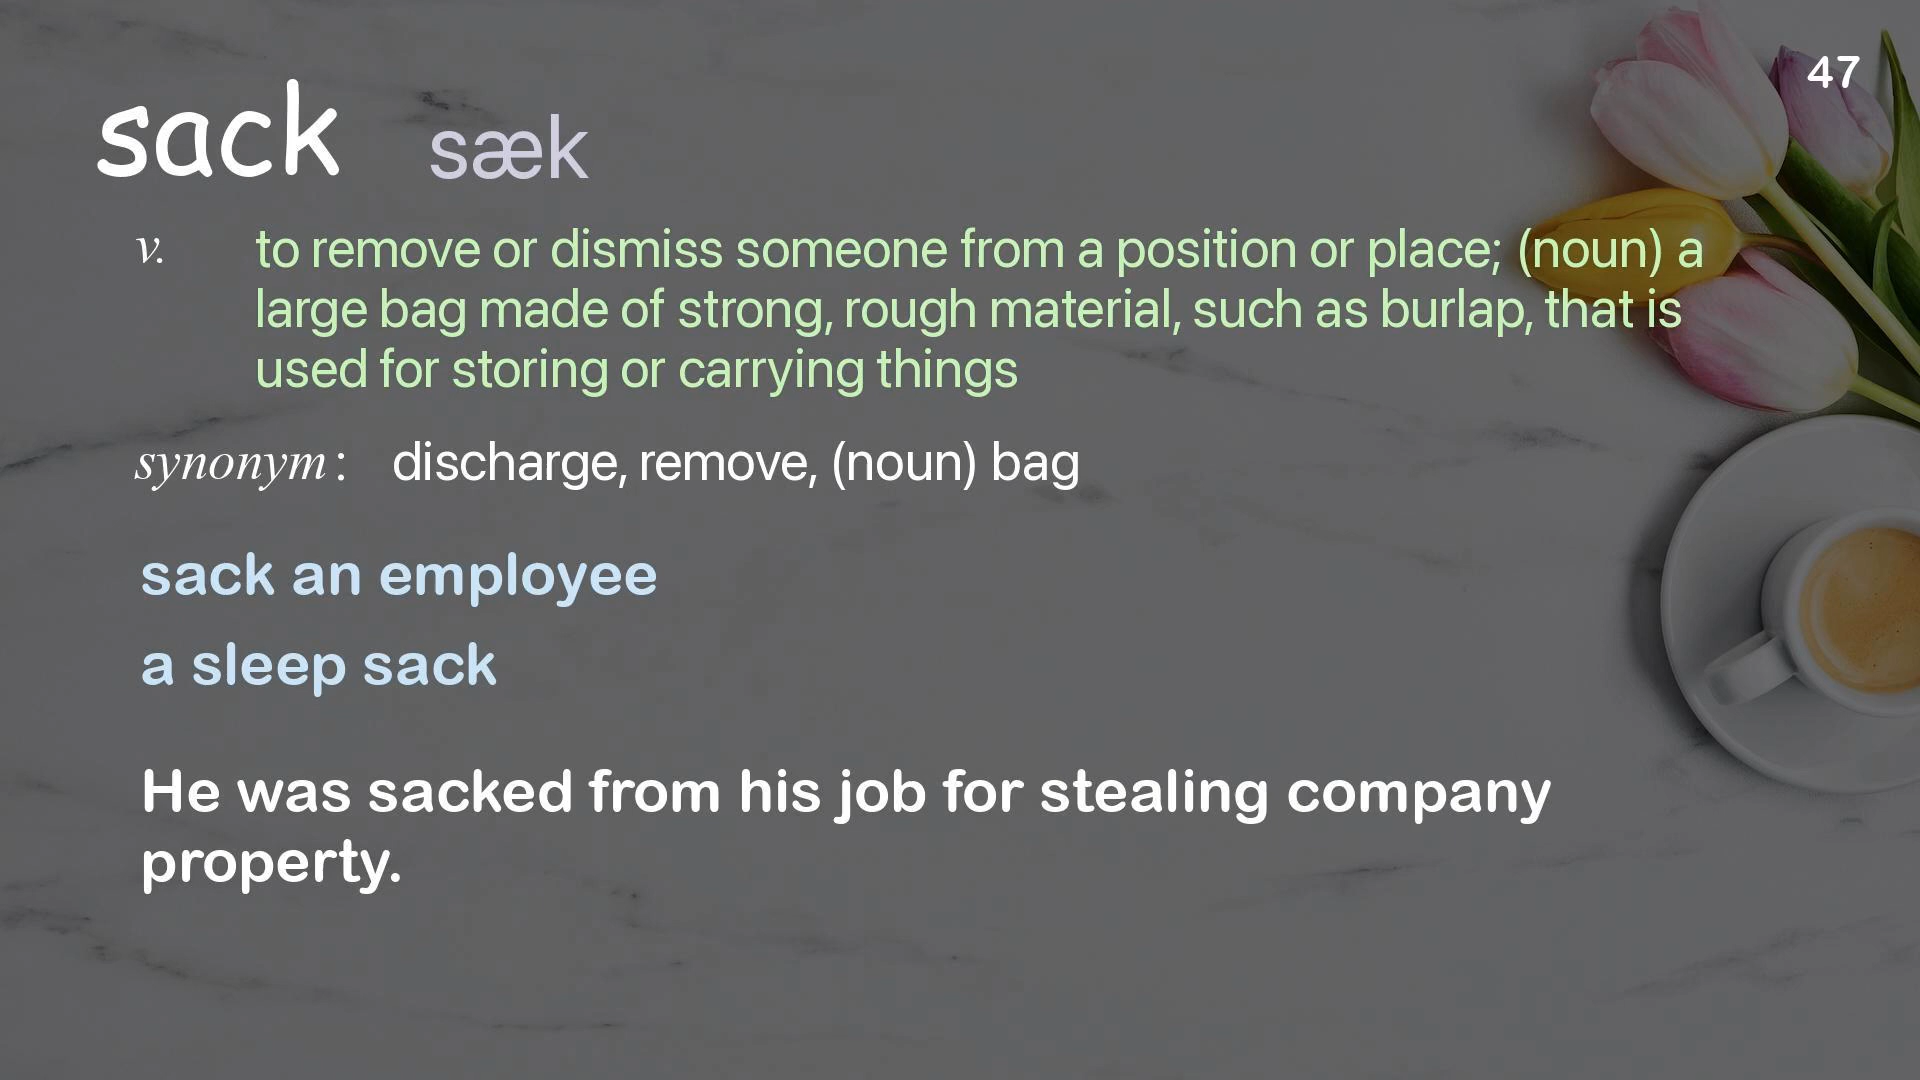 47
sack sæk
v. to remove or dismiss someone from a position or place; (noun) a
large bag made of strong, rough material, such as burlap, that is
used for storing or carrying things
synonym : discharge, remove, (noun) bag
sack an employee
a sleep sack
He was sacked from his job for stealing company
property.